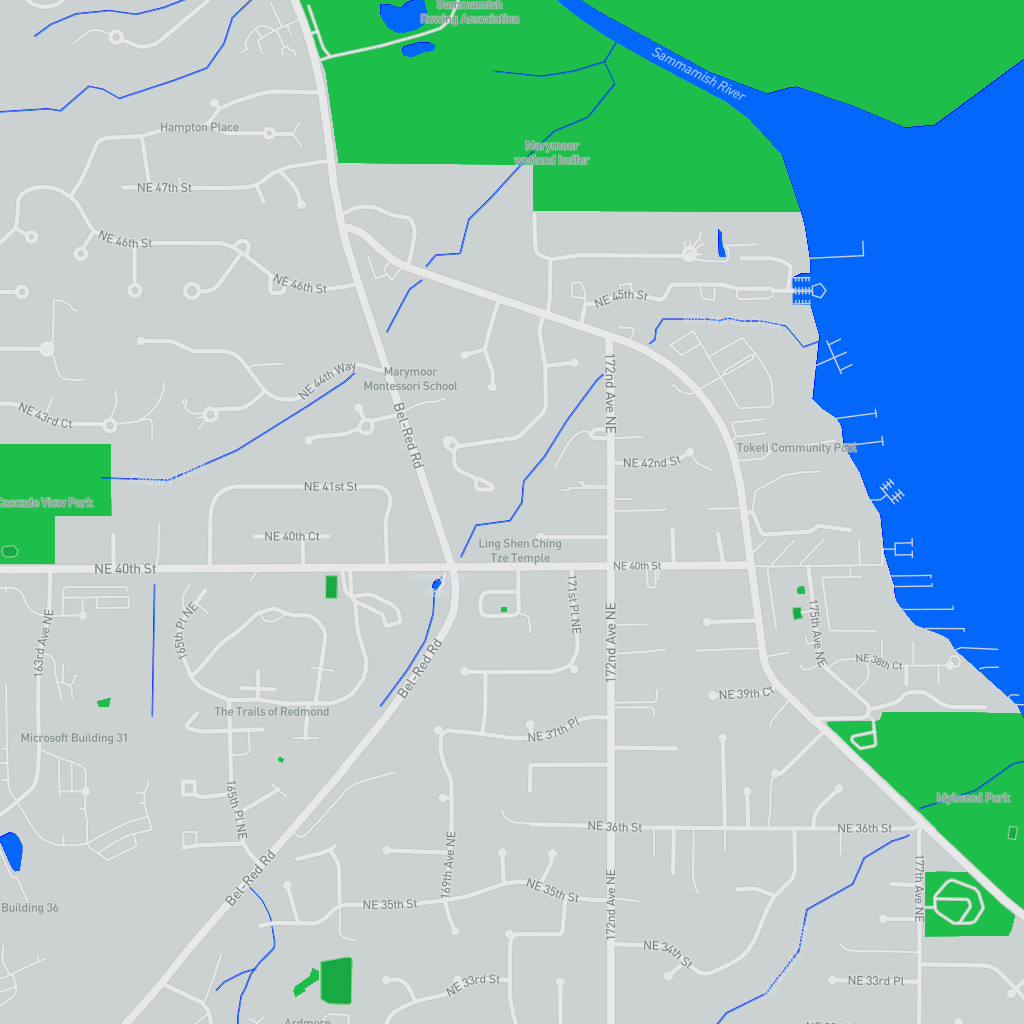 Sammamish
Rowing Association
Sammamish River
Hampton Place
Marymoor
wetland buffer
NE 47th St
NE 46th St
NE 46th St
NE 45th St
NE 44th Way
Marymoor
Montessori School
NE 43rd Ct
Bel-Red Rd
172nd Ave NE
Toketi Community Pool
NE 42nd St
Country Creek
NE 41st St
Cascade View Park
NE 40th Ct
Ling Shen Ching
Tze Temple
NE 40th St
NE 40th St
171st Pl NE
172nd Ave NE
175th Ave NE
163rd Ave NE
165th Pl NE
Bel-Red Rd
NE 38th Ct
NE 39th Ct
The Trails of Redmond
NE 37th Pl
Microsoft Building 31
165th Pl NE
Idylwood Park
NE 36th St
NE 36th St
169th Ave NE
Bel-Red Rd
177th Ave NE
172nd Ave NE
NE 35th St
NE 35th St
Building 36
NE 34th St
NE 33rd St
NE 33rd Pl
Ardmore